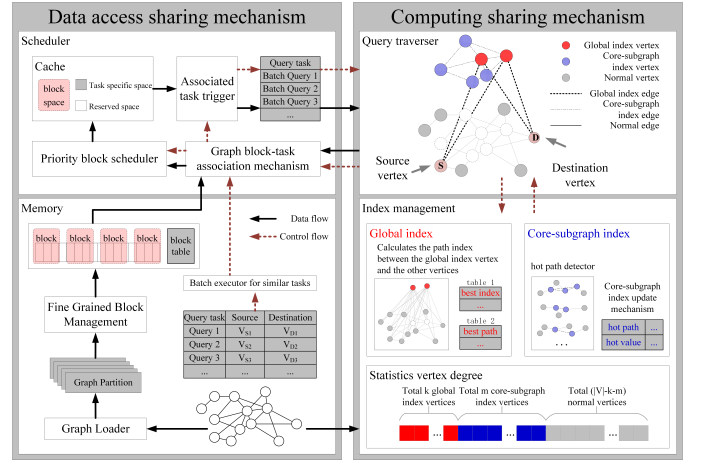 Data access sharing mechanism
Scheduler
Cache
block
space
Task specific space
Reserved space
Associated
task trigger
Query task
Batch Query 1
Batch Query 2
Batch Query 3
...
Priority block scheduler
Graph block-task
association mechanism
Memory
block
block
block
block
block
table
Data flow
Control flow
Fine Grained Block
Management
Batch executor for similar tasks
Query task Source Destination
Query 1 VS1 VD1
Query 2 VS2 VD2
Query 3 VS3 VD3
... ... ...
Graph Partition
Graph Loader
Computing sharing mechanism
Query traverser
Global index vertex
Core-subgraph
index vertex
Normal vertex
Global index edge
Core-subgraph
index edge
Normal edge
D
S
Source
vertex
Destination
vertex
Index management
Global index
Calculates the path index
between the global index vertex
and the other vertices
table 1
best index
...
table 2
best path
...
Core-subgraph index
hot path detector
Core-subgraph
index update
mechanism
hot path ...
hot value ...
...
Statistics vertex degree
Total k global
index vertices
Total m core-subgraph
index vertices
Total (|V|-k-m)
normal vertices
... ... ...